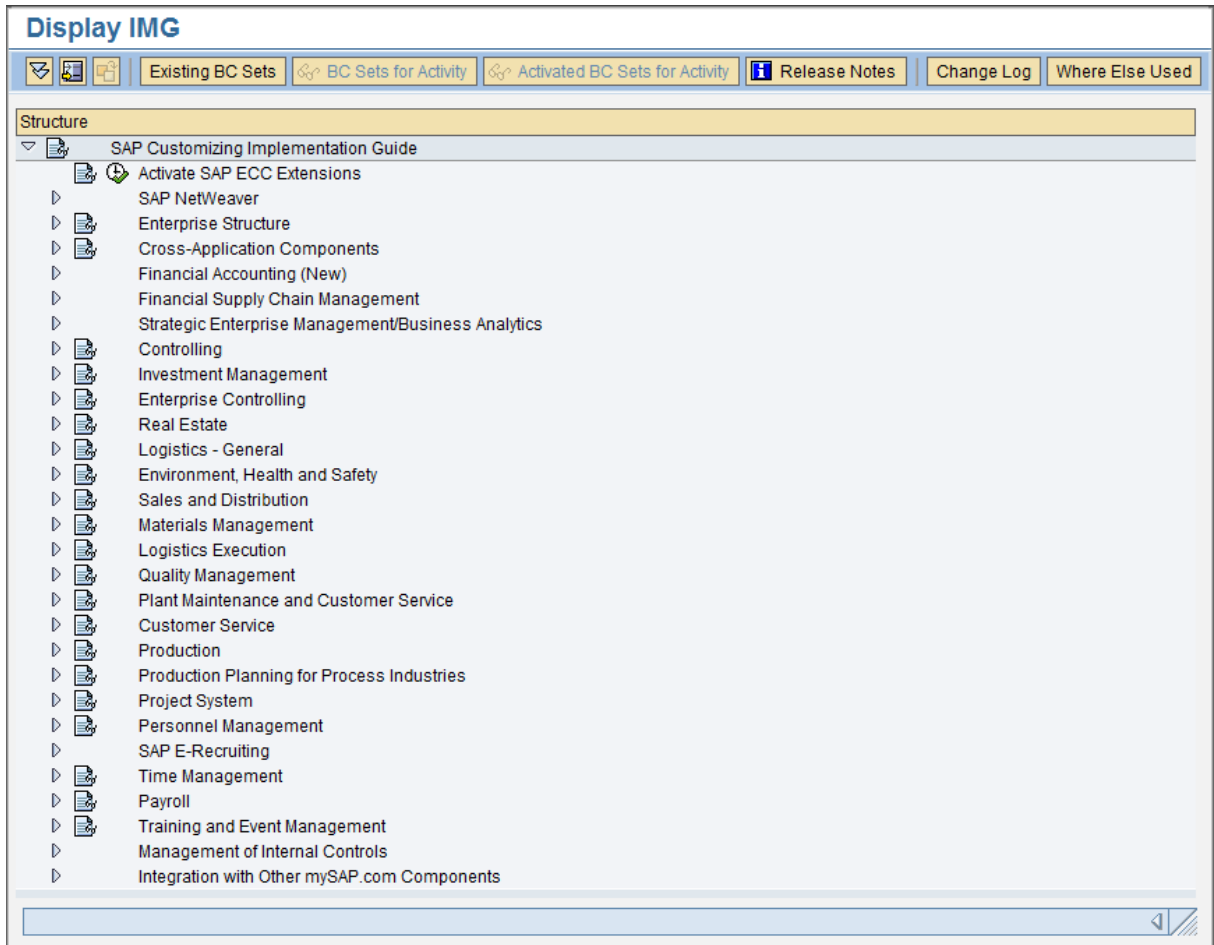 Display IMG
Existing BC Sets BC Sets for Activity Activated BC Sets for Activity Release Notes Change Log Where Else Used
Structure
SAP Customizing Implementation Guide
Activate SAP ECC Extensions
SAP NetWeaver
Enterprise Structure
Cross-Application Components
Financial Accounting (New)
Financial Supply Chain Management
Strategic Enterprise Management/Business Analytics
Controlling
Investment Management
Enterprise Controlling
Real Estate
Logistics - General
Environment, Health and Safety
Sales and Distribution
Materials Management
Logistics Execution
Quality Management
Plant Maintenance and Customer Service
Customer Service
Production
Production Planning for Process Industries
Project System
Personnel Management
SAP E-Recruiting
Time Management
Payroll
Training and Event Management
Management of Internal Controls
Integration with Other mySAP.com Components